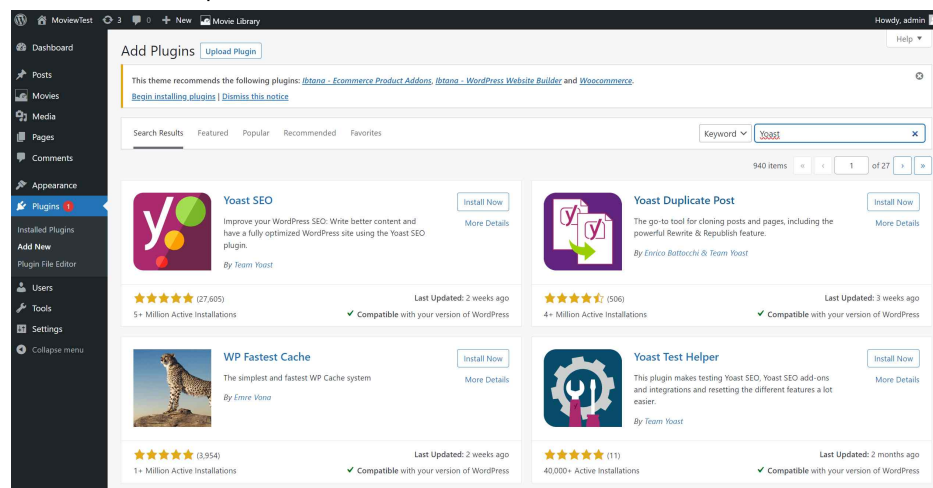 MoviewTest 3 0 + New Movie Library Howdy, admin
Help ▼
Dashboard
Posts
Movies
Media
Pages
Comments
Appearance
Plugins 1
Installed Plugins
Add New
Plugin File Editor
Users
Tools
Settings
Collapse menu
Add Plugins Upload Plugin
This theme recommends the following plugins: Ibtana - Ecommerce Product Addons, Ibtana - WordPress Website Builder and Woocommerce.
Begin installing plugins | Dismiss this notice
Search Results Featured Popular Recommended Favorites Keyword Yoast
940 items « ‹ 1 of 27 › »
Yoast SEO
Install Now
More Details
Improve your WordPress SEO: Write better content and
have a fully optimized WordPress site using the Yoast SEO
plugin.
By Team Yoast
(27,605)
Last Updated: 2 weeks ago
5+ Million Active Installations
Compatible with your version of WordPress
Yoast Duplicate Post
Install Now
More Details
The go-to tool for cloning posts and pages, including the
powerful Rewrite & Republish feature.
By Enrico Battocchi & Team Yoast
(506)
Last Updated: 3 weeks ago
4+ Million Active Installations
Compatible with your version of WordPress
WP Fastest Cache
Install Now
More Details
The simplest and fastest WP Cache system
By Emre Vona
(3,954)
Last Updated: 2 weeks ago
1+ Million Active Installations
Compatible with your version of WordPress
Yoast Test Helper
Install Now
More Details
This plugin makes testing Yoast SEO, Yoast SEO add-ons
and integrations and resetting the different features a lot
easier.
By Team Yoast
(11)
Last Updated: 2 months ago
40,000+ Active Installations
Compatible with your version of WordPress